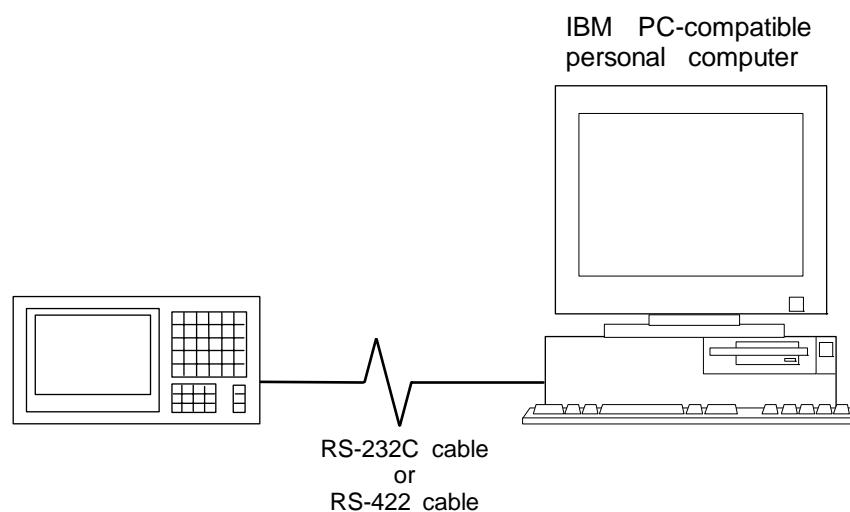 IBM PC-compatible
personal computer
RS-232C cable
or
RS-422 cable